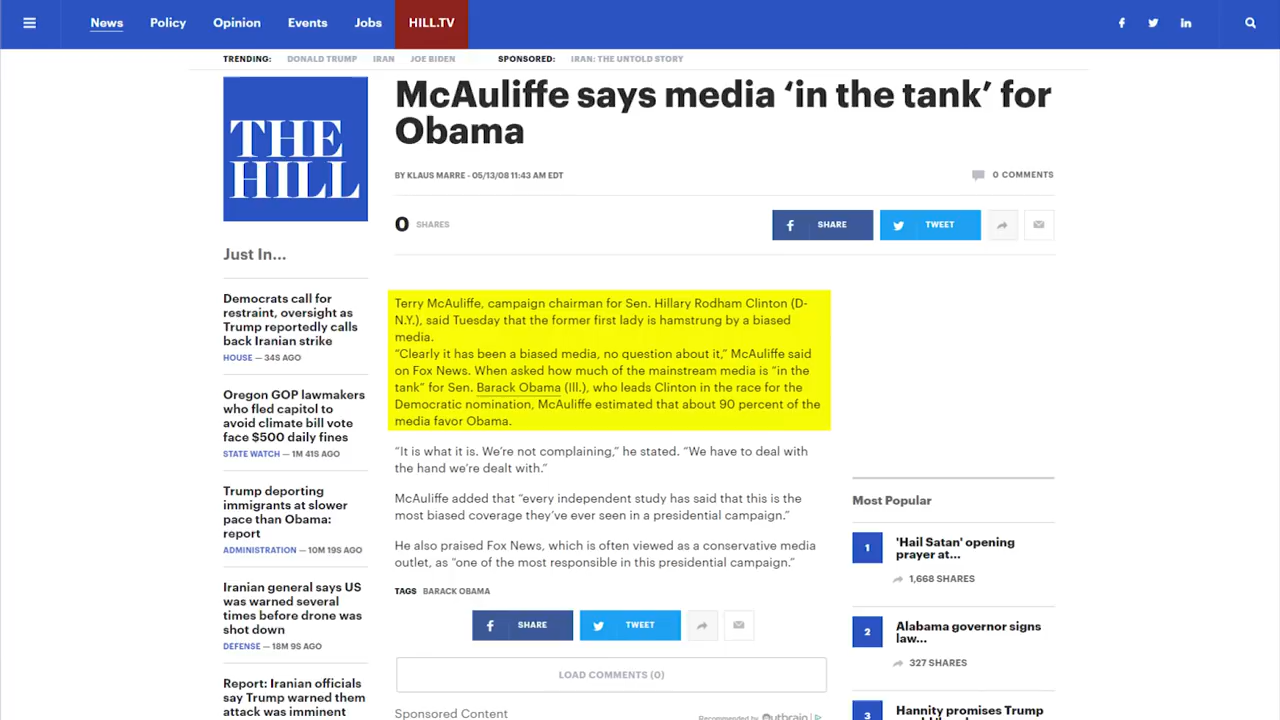 News Policy Opinion Events Jobs HILL.TV
TRENDING: DONALD TRUMP IRAN JOE BIDEN SPONSORED: IRAN: THE UNTOLD STORY
THE
HILL
McAuliffe says media ‘in the tank’ for
Obama
BY KLAUS MARRE - 05/13/08 11:43 AM EDT
0 COMMENTS
0 SHARES
SHARE
TWEET
Just In...
Democrats call for
restraint, oversight as
Trump reportedly calls
back Iranian strike
HOUSE — 34S AGO
Oregon GOP lawmakers
who fled capitol to
avoid climate bill vote
face $500 daily fines
STATE WATCH — 1M 41S AGO
Trump deporting
immigrants at slower
pace than Obama:
report
ADMINISTRATION — 10M 19S AGO
Iranian general says US
was warned several
times before drone was
shot down
DEFENSE — 18M 9S AGO
Report: Iranian officials
say Trump warned them
attack was imminent
Terry McAuliffe, campaign chairman for Sen. Hillary Rodham Clinton (D-
N.Y.), said Tuesday that the former first lady is hamstrung by a biased
media.
“Clearly it has been a biased media, no question about it,” McAuliffe said
on Fox News. When asked how much of the mainstream media is “in the
tank” for Sen. Barack Obama (Ill.), who leads Clinton in the race for the
Democratic nomination, McAuliffe estimated that about 90 percent of the
media favor Obama.
“It is what it is. We’re not complaining,” he stated. “We have to deal with
the hand we’re dealt with.”
McAuliffe added that “every independent study has said that this is the
most biased coverage they’ve ever seen in a presidential campaign.”
He also praised Fox News, which is often viewed as a conservative media
outlet, as “one of the most responsible in this presidential campaign.”
TAGS BARACK OBAMA
SHARE
TWEET
LOAD COMMENTS (0)
Sponsored Content
Recommended by Outbrain
Most Popular
1
'Hail Satan' opening
prayer at...
1,668 SHARES
2
Alabama governor signs
law...
327 SHARES
3
Hannity promises Trump